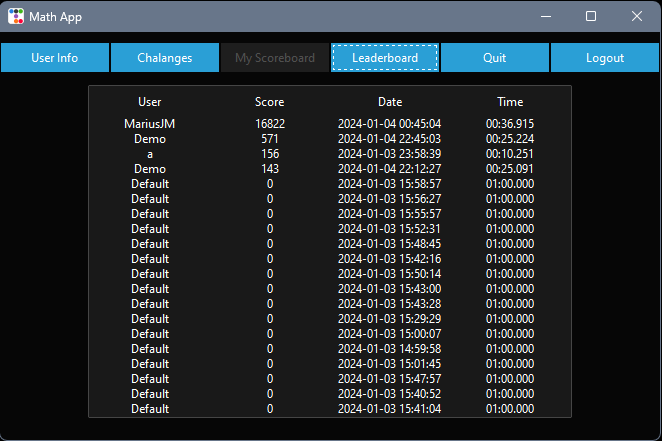 Math App
User Info Chalanges My Scoreboard Leaderboard Quit Logout
User Score Date Time
MariusJM 16822 2024-01-04 00:45:04 00:36.915
Demo 571 2024-01-04 22:45:03 00:25.224
a 156 2024-01-03 23:58:39 00:10.251
Demo 143 2024-01-04 22:12:27 00:25.091
Default 0 2024-01-03 15:58:57 01:00.000
Default 0 2024-01-03 15:56:27 01:00.000
Default 0 2024-01-03 15:55:57 01:00.000
Default 0 2024-01-03 15:52:31 01:00.000
Default 0 2024-01-03 15:48:45 01:00.000
Default 0 2024-01-03 15:42:16 01:00.000
Default 0 2024-01-03 15:50:14 01:00.000
Default 0 2024-01-03 15:43:00 01:00.000
Default 0 2024-01-03 15:43:28 01:00.000
Default 0 2024-01-03 15:29:29 01:00.000
Default 0 2024-01-03 15:00:07 01:00.000
Default 0 2024-01-03 14:59:58 01:00.000
Default 0 2024-01-03 15:01:45 01:00.000
Default 0 2024-01-03 15:47:57 01:00.000
Default 0 2024-01-03 15:40:52 01:00.000
Default 0 2024-01-03 15:41:04 01:00.000